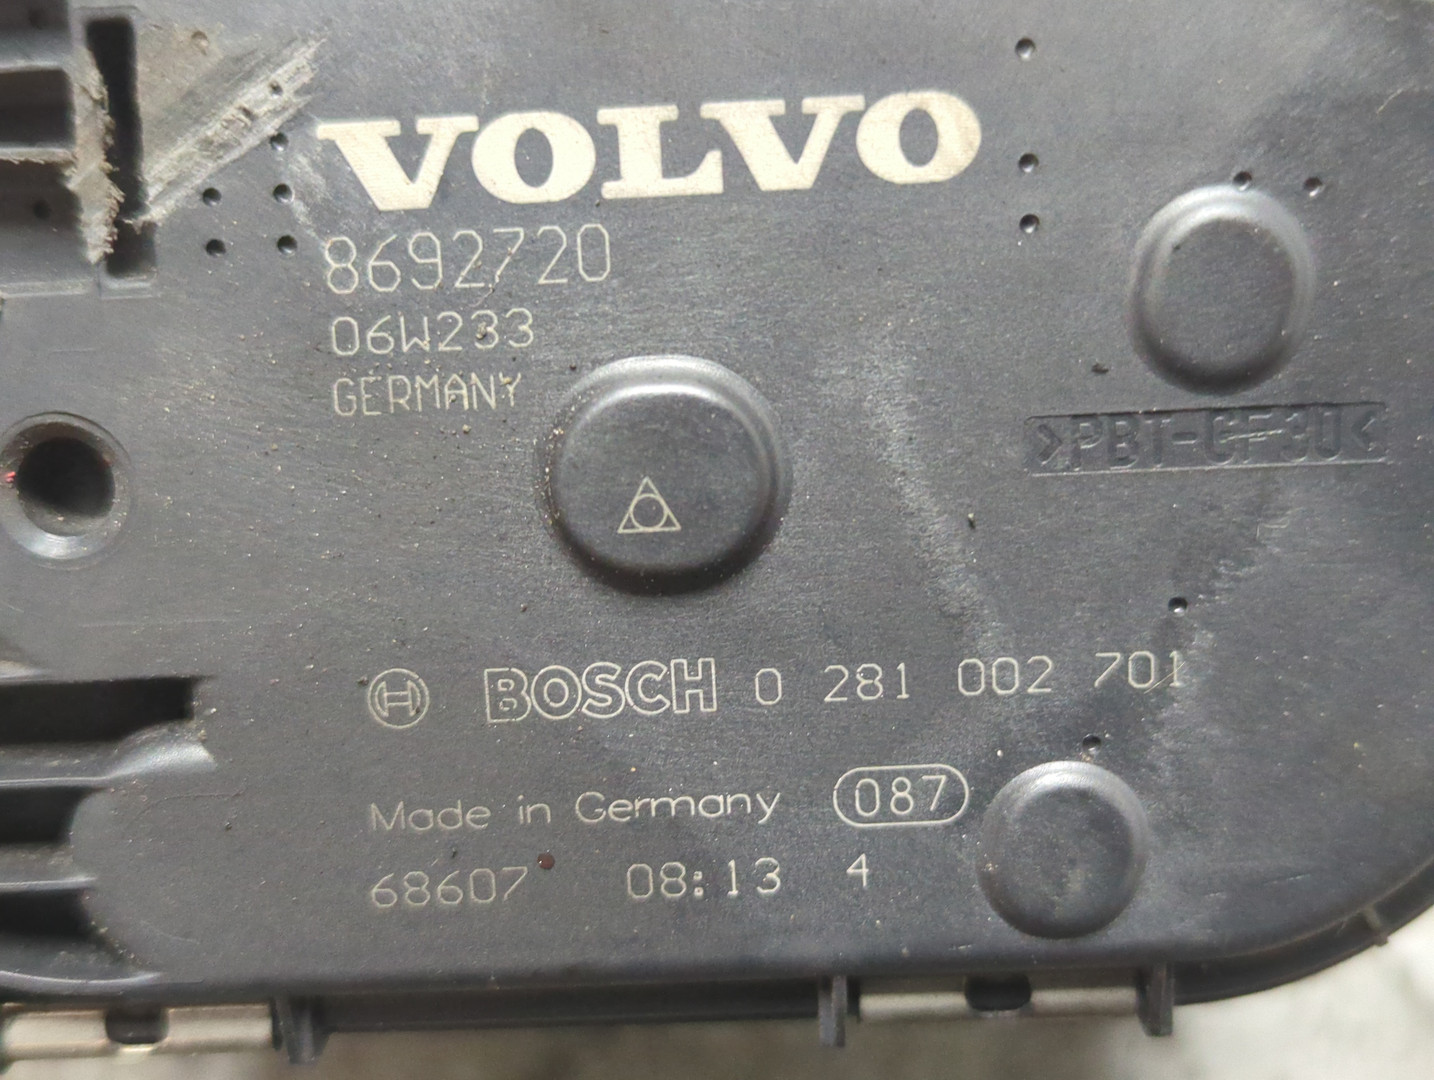 VOLVO
8692720
06W233
GERMANY
>PBT-GF30<
BOSCH 0 281 002 701
Made in Germany 087
68607 08:13 4